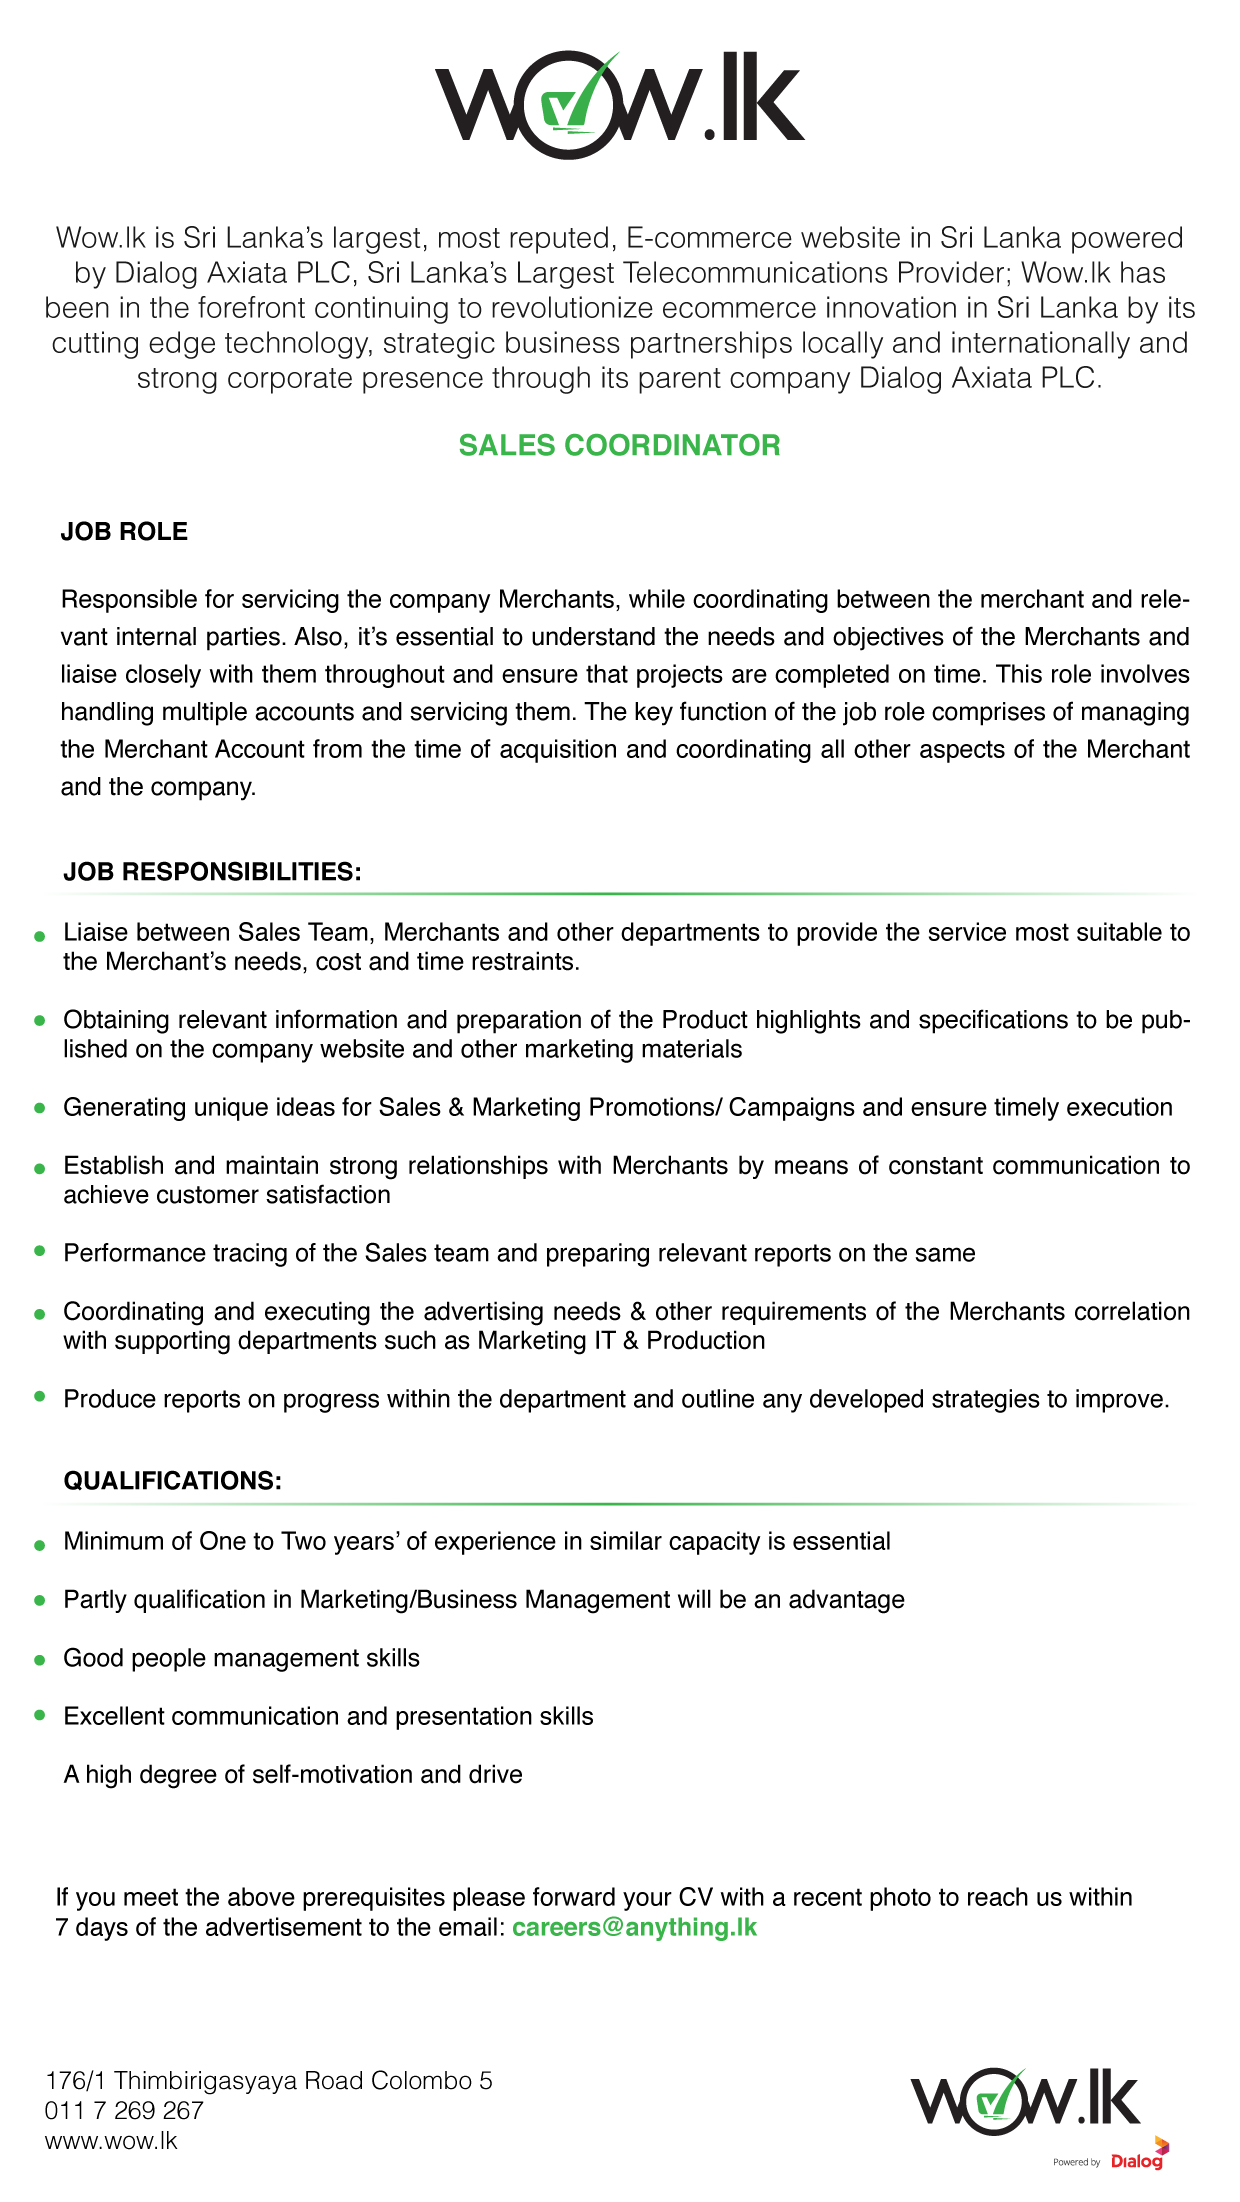 wow.lk
Wow.lk is Sri Lanka's largest, most reputed, E-commerce website in Sri Lanka powered
by Dialog Axiata PLC, Sri Lanka's Largest Telecommunications Provider; Wow.lk has
been in the forefront continuing to revolutionize ecommerce innovation in Sri Lanka by its
cutting edge technology, strategic business partnerships locally and internationally and
strong corporate presence through its parent company Dialog Axiata PLC.
SALES COORDINATOR
JOB ROLE
Responsible for servicing the company Merchants, while coordinating between the merchant and rele-
vant internal parties. Also, it's essential to understand the needs and objectives of the Merchants and
liaise closely with them throughout and ensure that projects are completed on time. This role involves
handling multiple accounts and servicing them. The key function of the job role comprises of managing
the Merchant Account from the time of acquisition and coordinating all other aspects of the Merchant
and the company.
JOB RESPONSIBILITIES:
• Liaise between Sales Team, Merchants and other departments to provide the service most suitable to
the Merchant's needs, cost and time restraints.
• Obtaining relevant information and preparation of the Product highlights and specifications to be pub-
lished on the company website and other marketing materials
• Generating unique ideas for Sales & Marketing Promotions/ Campaigns and ensure timely execution
• Establish and maintain strong relationships with Merchants by means of constant communication to
achieve customer satisfaction
• Performance tracing of the Sales team and preparing relevant reports on the same
• Coordinating and executing the advertising needs & other requirements of the Merchants correlation
with supporting departments such as Marketing IT & Production
• Produce reports on progress within the department and outline any developed strategies to improve.
QUALIFICATIONS:
• Minimum of One to Two years' of experience in similar capacity is essential
• Partly qualification in Marketing/Business Management will be an advantage
• Good people management skills
• Excellent communication and presentation skills
A high degree of self-motivation and drive
If you meet the above prerequisites please forward your CV with a recent photo to reach us within
7 days of the advertisement to the email: careers@anything.lk
176/1 Thimbirigasyaya Road Colombo 5
011 7 269 267
www.wow.lk
wow.lk
Powered by Dialog